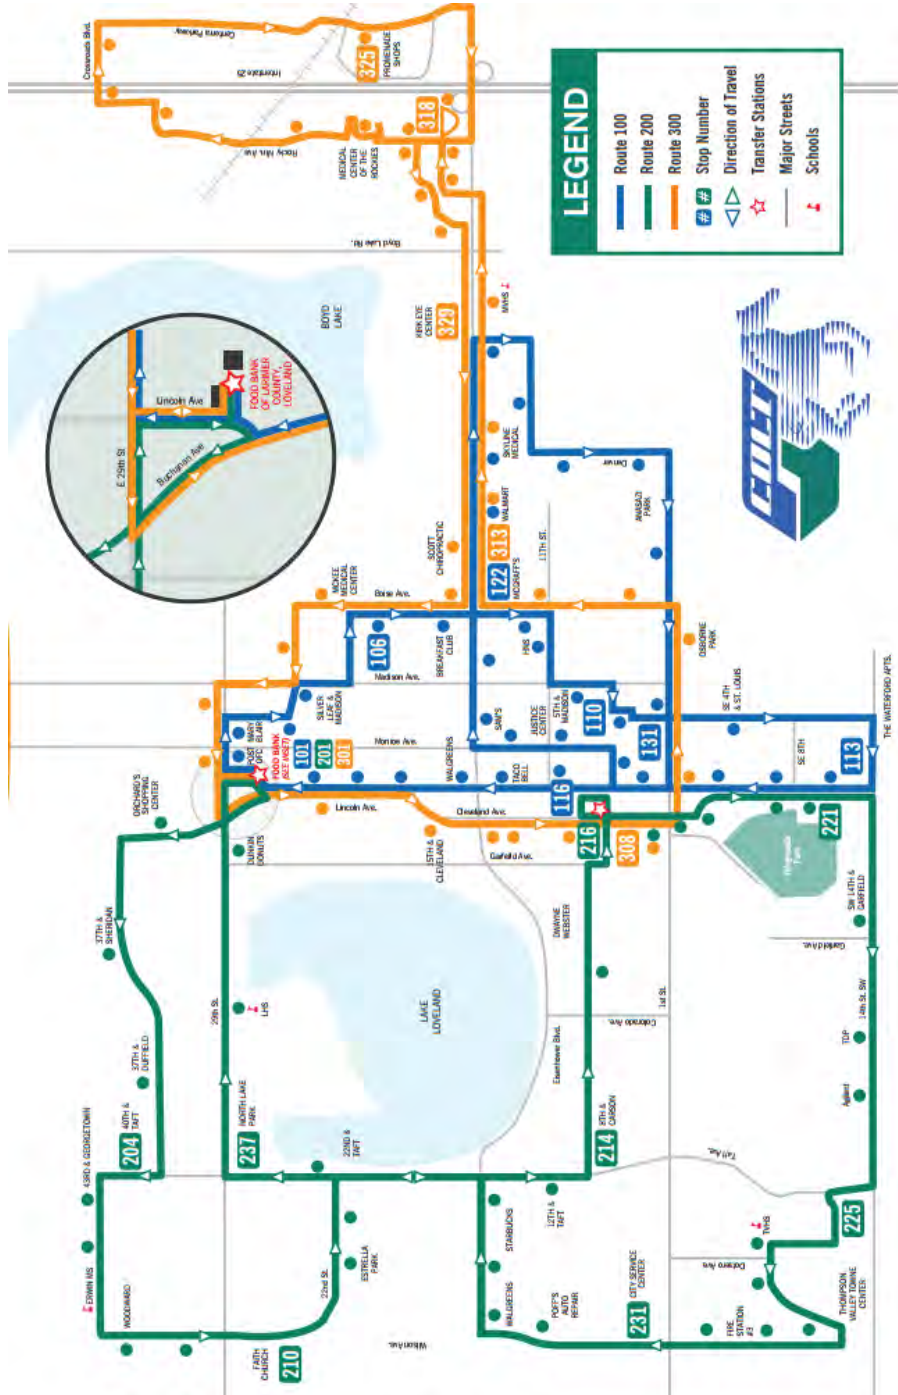 Crossroads Blvd.
Centerra Parkway
Interstate 25
325
PROMENADE
SHOPS
318
Rocky Mtn. Ave
MEDICAL
CENTER
OF THE
ROCKIES
Boyd Lake Rd.
BOYD
LAKE
KIRK EYE
CENTER
329
MVHS
LEGEND
Route 100
Route 200
Route 300
# # Stop Number
Direction of Travel
Transfer Stations
Major Streets
Schools
COLT
E 29th St
Lincoln Ave
Buchanan Ave
FOOD BANK
OF LARIMER
COUNTY,
LOVELAND
SCOTT
CHIROPRACTIC
MCKEE
MEDICAL
CENTER
Boise Ave.
SKYLINE
MEDICAL
WALMART
122 313
MCGRAFF'S
11TH ST.
Denver
ANASAZI
PARK
106
BREAKFAST
CLUB
HNS
Madison Ave.
SILVER
LEAF &
MADISON
MARY
BLAIR
POST
OFC
FOOD BANK
(SEE INSET)
101
201
301
Monroe Ave.
SAM'S
WALGREENS
TACO
BELL
JUSTICE
CENTER
5TH &
MADISON
110
131
116
OSBORNE
PARK
SE 4TH
& ST. LOUIS
SE 8TH
113
THE WATERFORD APTS.
ORCHARD'S
SHOPPING
CENTER
DUNKIN
DONUTS
Lincoln Ave.
Cleveland Ave.
15TH &
CLEVELAND
Garfield Ave.
216
308
221
SW 14TH &
GARFIELD
Garfield Ave.
37TH &
SHERIDAN
29th St.
LHS
LAKE
LOVELAND
DWAYNE
WEBSTER
Eisenhower Blvd.
1st St.
Colorado Ave.
14th St. SW
TDP
Agilent
37TH &
DUFFIELD
40TH &
TAFT
204
43RD & GEORGETOWN
ERWIN MS
WOODWARD
NORTH LAKE
PARK
237
22ND &
TAFT
8TH &
CARSON
214
Taft Ave.
12TH &
TAFT
STARBUCKS
WALGREENS
POFF'S
AUTO
REPAIR
22nd St.
ESTRELLA
PARK
FAITH
CHURCH
210
Wilson Ave.
CITY SERVICE
CENTER
231
TVHS
225
FIRE
STATION
#3
THOMPSON
VALLEY TOWNE
CENTER